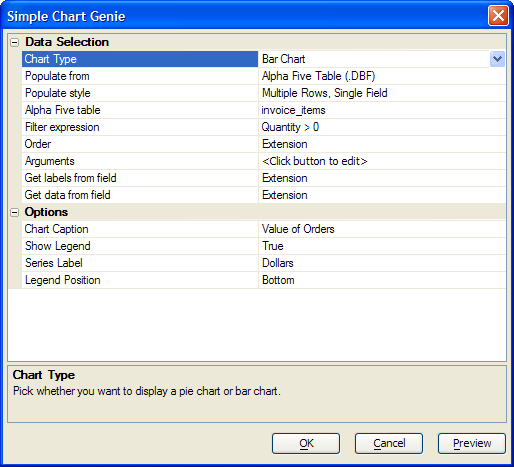 Simple Chart Genie
Data Selection
Chart Type Bar Chart
Populate from Alpha Five Table (.DBF)
Populate style Multiple Rows, Single Field
Alpha Five table invoice_items
Filter expression Quantity > 0
Order Extension
Arguments <Click button to edit>
Get labels from field Extension
Get data from field Extension
Options
Chart Caption Value of Orders
Show Legend True
Series Label Dollars
Legend Position Bottom
Chart Type
Pick whether you want to display a pie chart or bar chart.
OK Cancel Preview